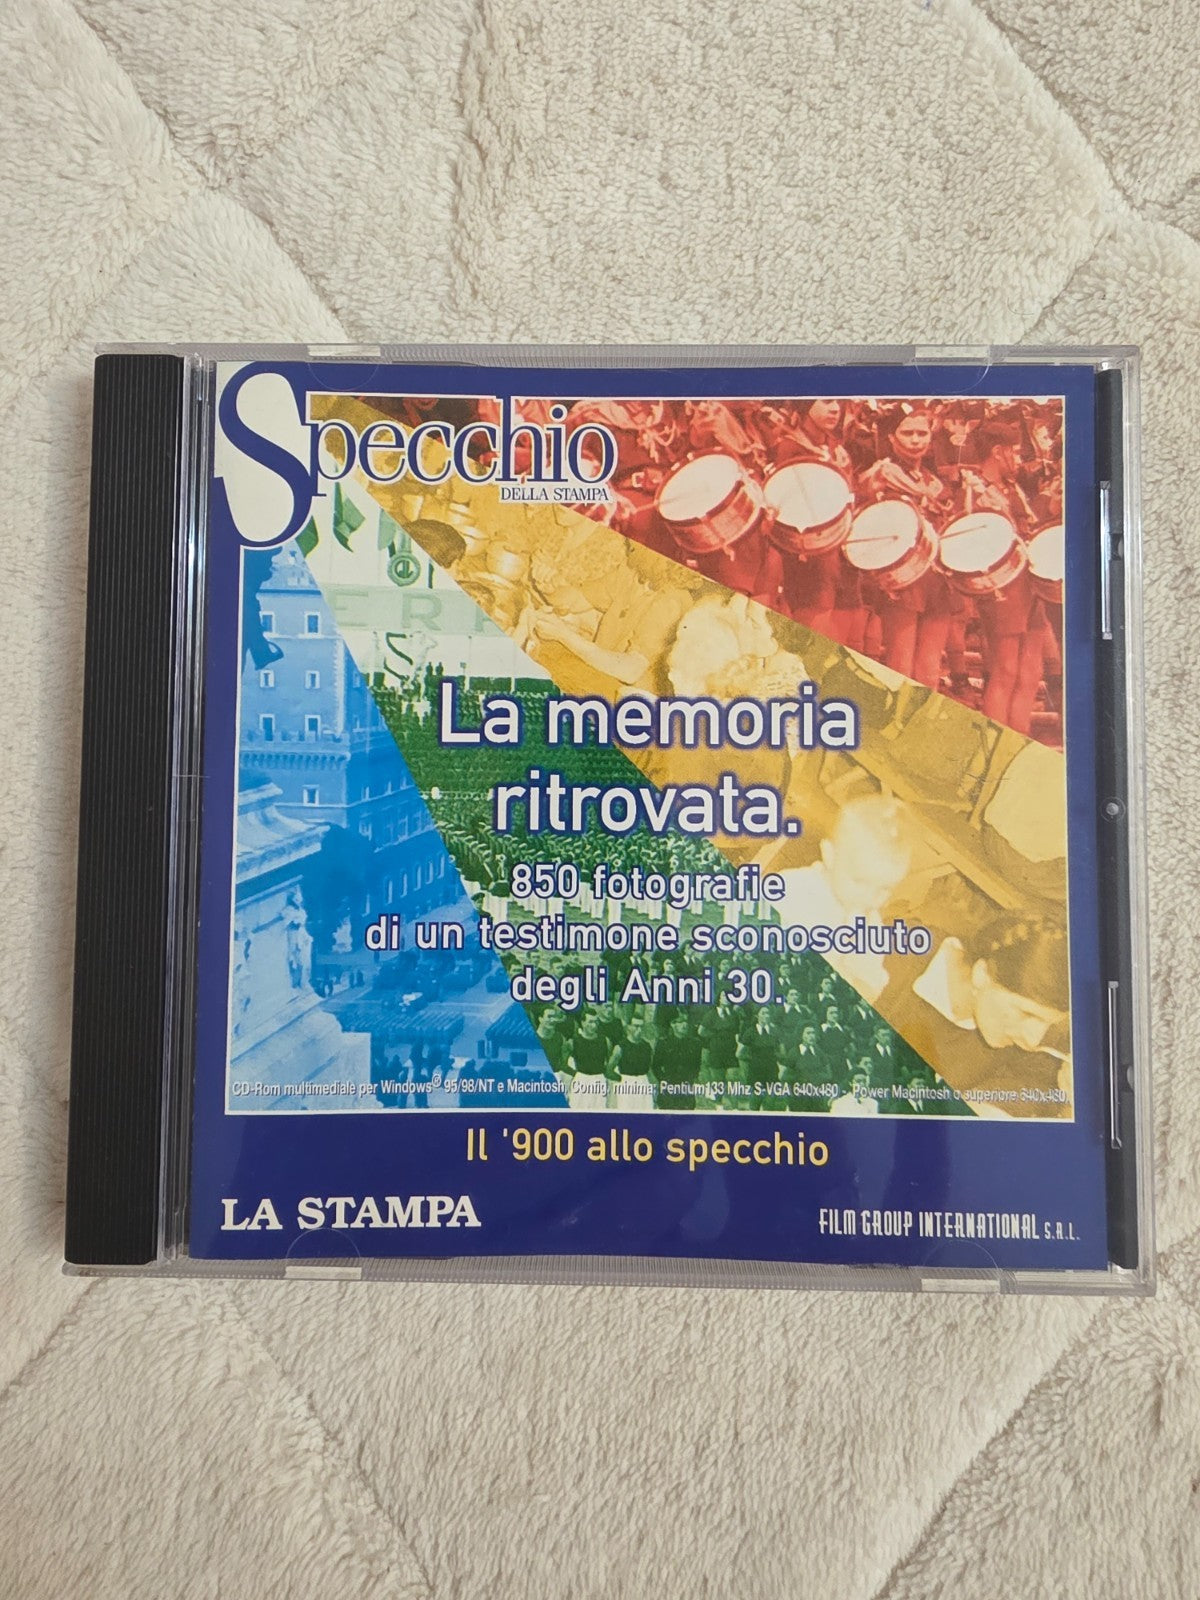 Specchio
DELLA STAMPA
ERR
La memoria
ritrovata.
850 fotografie
di un testimone sconosciuto
degli Anni 30.
CD-Rom multimediale per Windows® 95/98/NT e Macintosh. Config. minima: Pentium133 Mhz S-VGA 640x480 - Power Macintosh o superiore 640x480.
Il '900 allo specchio
LA STAMPA
FILM GROUP INTERNATIONAL S.R.L.